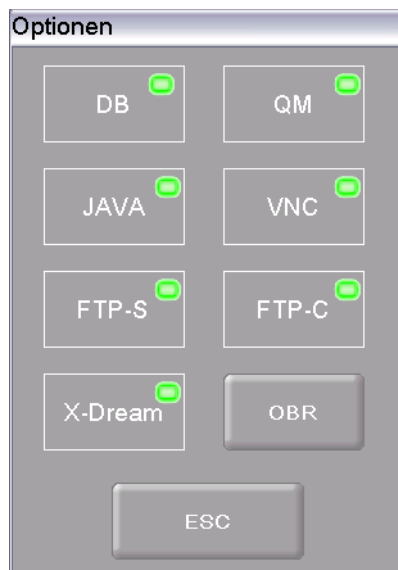 Optionen
DB
QM
JAVA
VNC
FTP-S
FTP-C
X-Dream
OBR
ESC